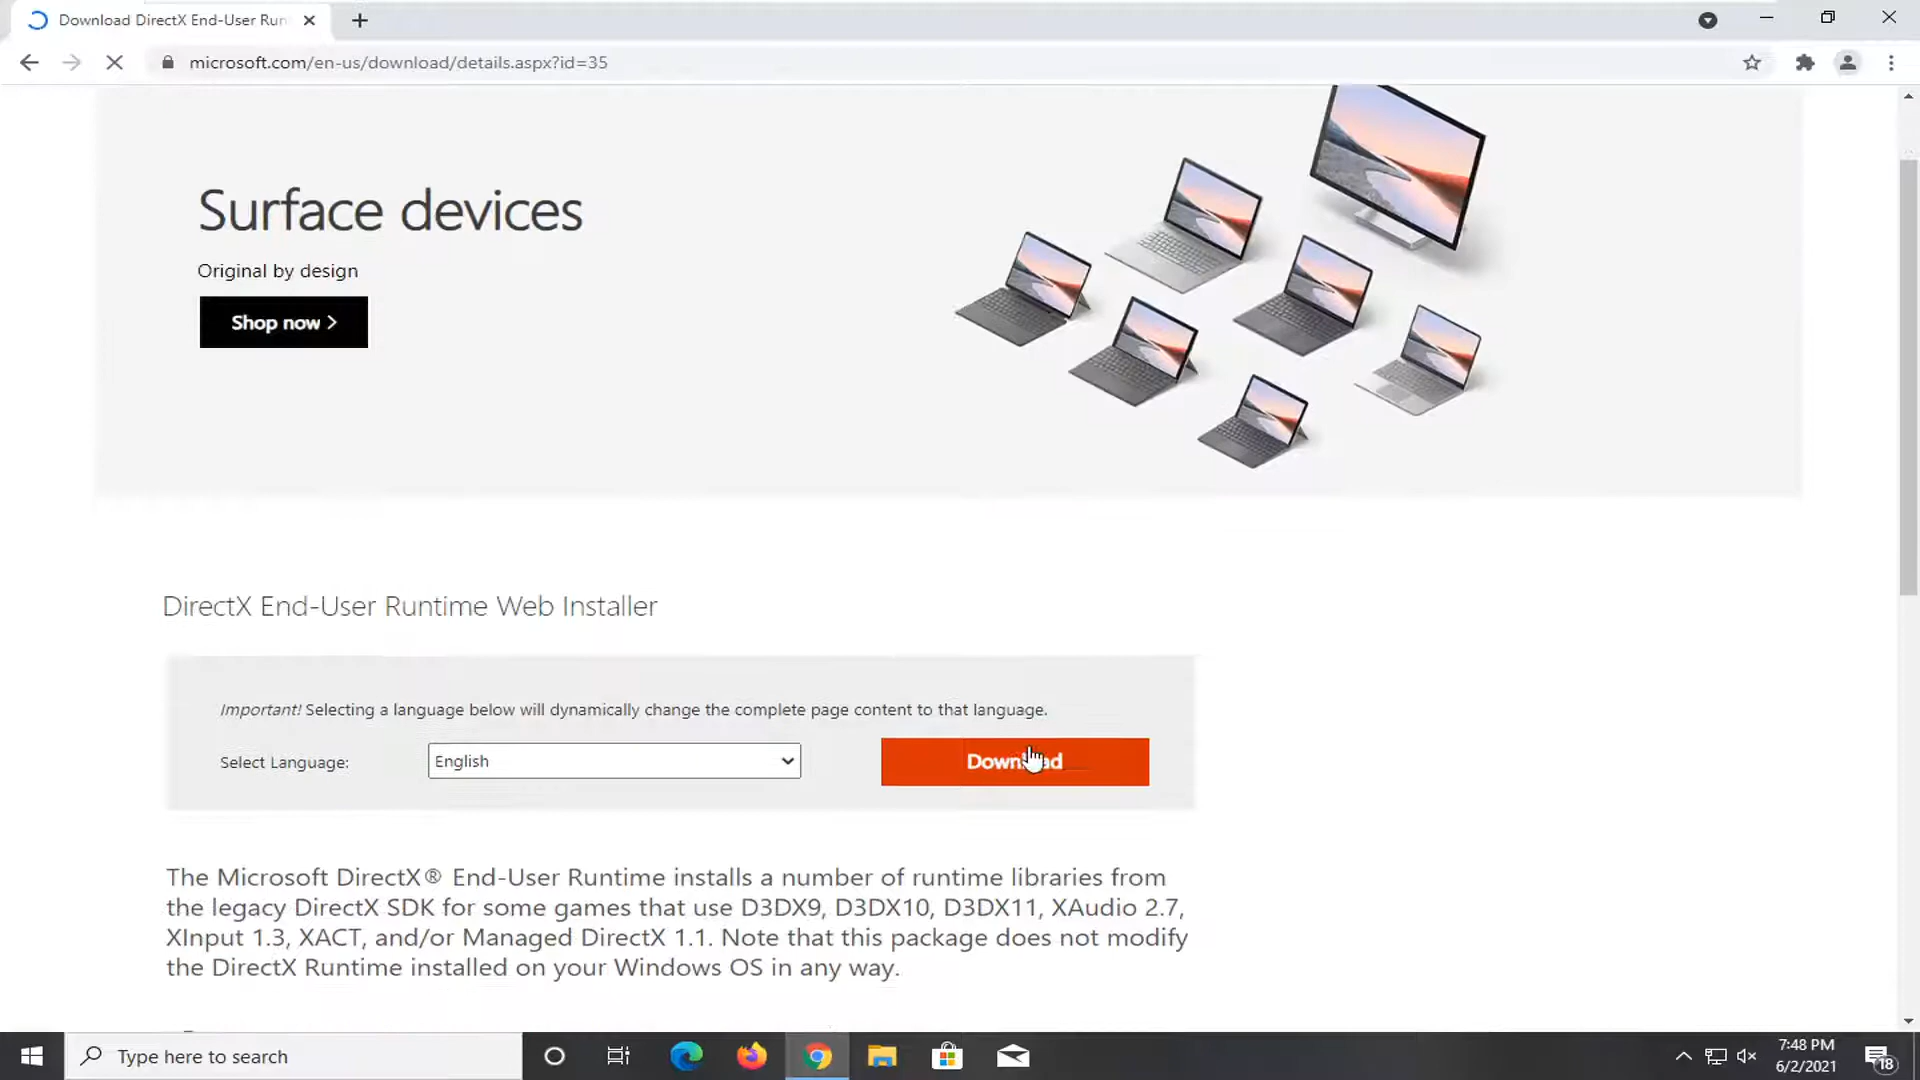 Download DirectX End-User Run
microsoft.com/en-us/download/details.aspx?id=35
Surface devices
Original by design
Shop now >
DirectX End-User Runtime Web Installer
Important! Selecting a language below will dynamically change the complete page content to that language.
Select Language:
English
Download
The Microsoft DirectX® End-User Runtime installs a number of runtime libraries from
the legacy DirectX SDK for some games that use D3DX9, D3DX10, D3DX11, XAudio 2.7,
XInput 1.3, XACT, and/or Managed DirectX 1.1. Note that this package does not modify
the DirectX Runtime installed on your Windows OS in any way.
Type here to search
7:48 PM
6/2/2021
18